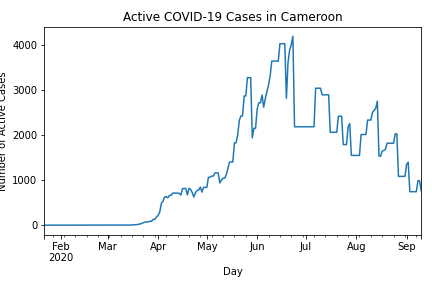 Active COVID-19 Cases in Cameroon
Number of Active Cases
4000
3000
2000
1000
0
Feb
2020
Mar
Apr
May
Jun
Jul
Aug
Sep
Day